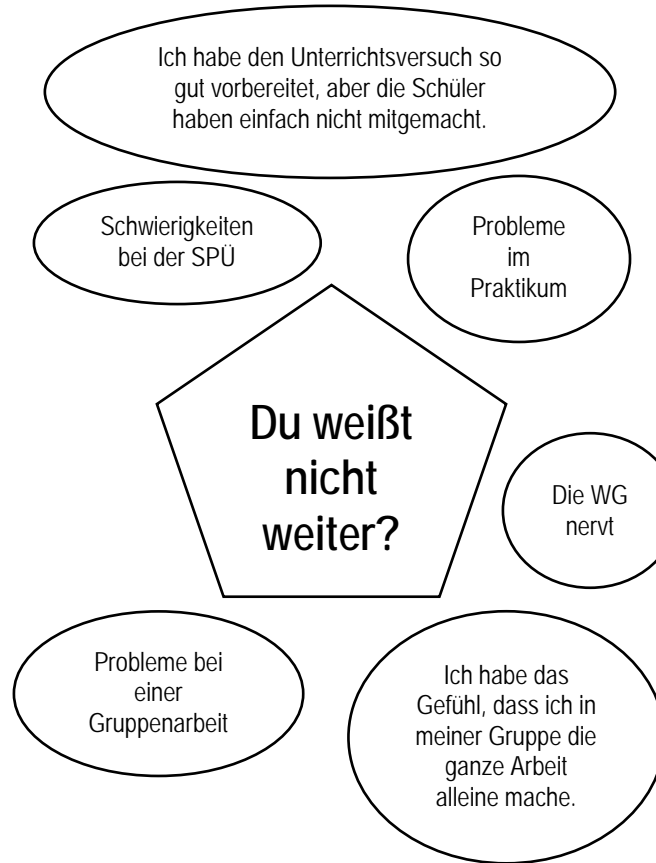 Ich habe den Unterrichtsversuch so
gut vorbereitet, aber die Schüler
haben einfach nicht mitgemacht.
Schwierigkeiten
bei der SPÜ
Probleme
im
Praktikum
Du weißt
nicht
weiter?
Die WG
nervt
Probleme bei
einer
Gruppenarbeit
Ich habe das
Gefühl, dass ich in
meiner Gruppe die
ganze Arbeit
alleine mache.